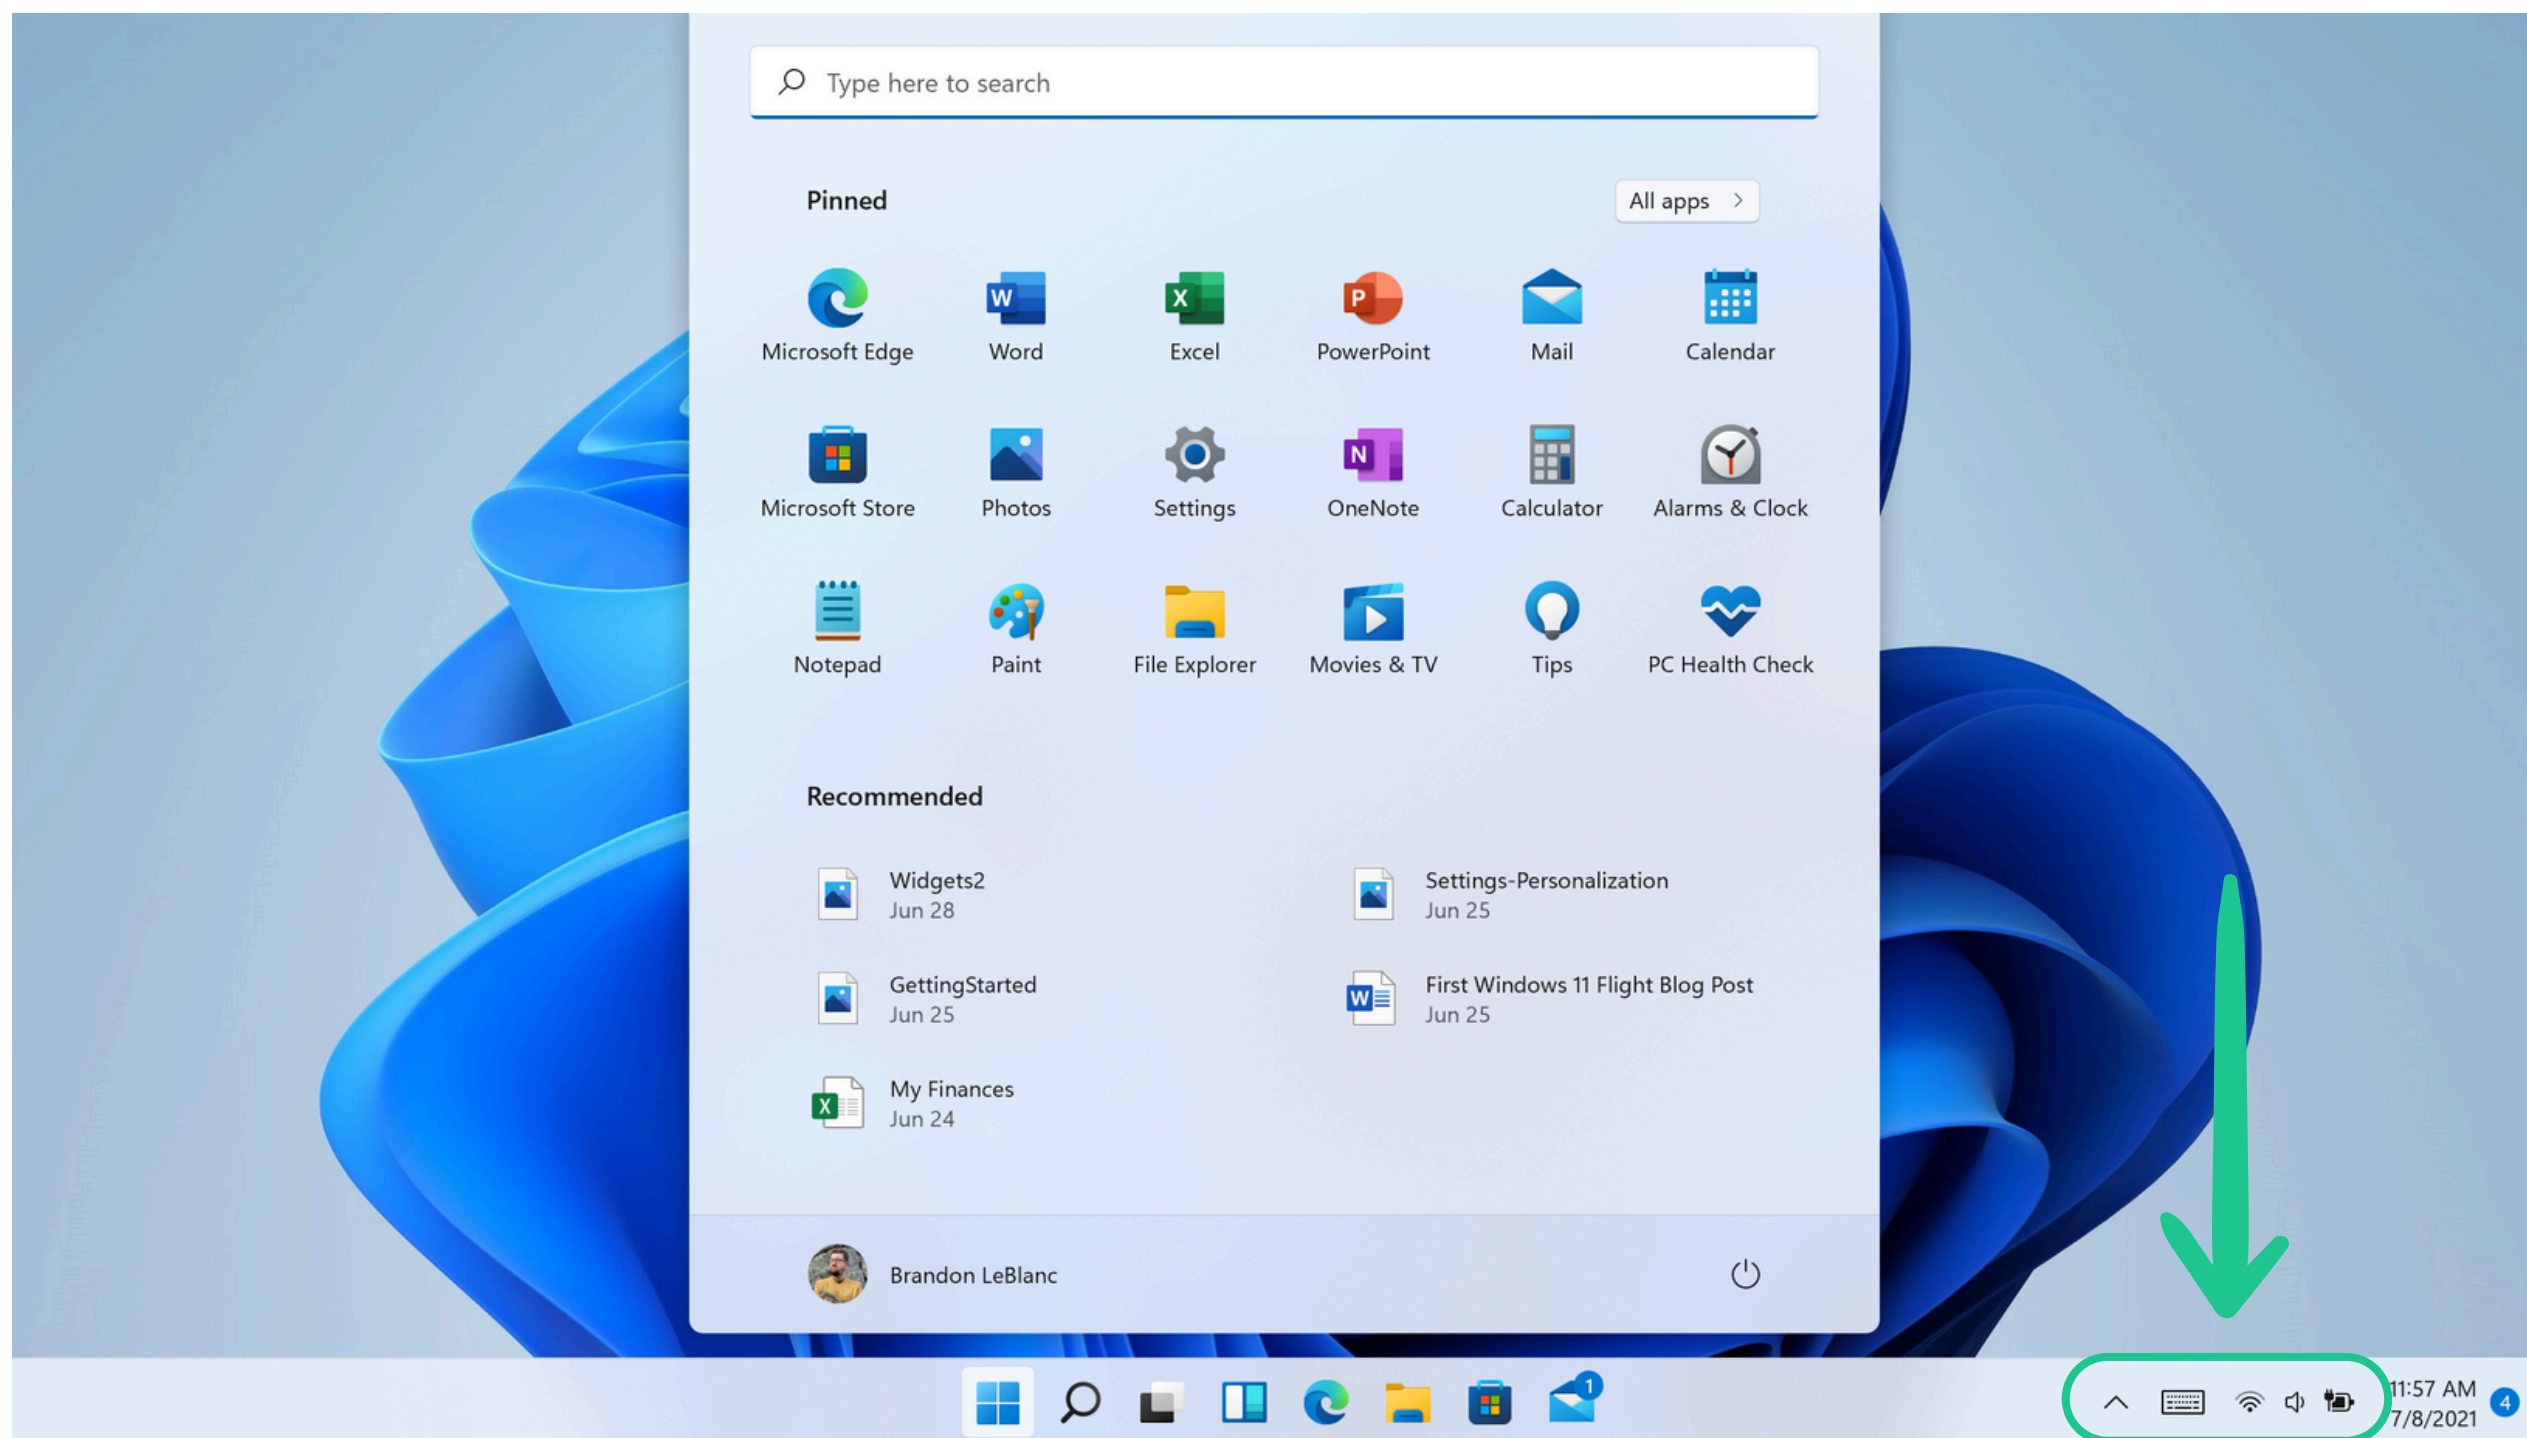 Type here to search
Pinned
All apps
Microsoft Edge
Word
Excel
PowerPoint
Mail
Calendar
Microsoft Store
Photos
Settings
OneNote
Calculator
Alarms & Clock
Notepad
Paint
File Explorer
Movies & TV
Tips
PC Health Check
Recommended
Widgets2
Jun 28
Settings-Personalization
Jun 25
GettingStarted
Jun 25
First Windows 11 Flight Blog Post
Jun 25
My Finances
Jun 24
Brandon LeBlanc
1
11:57 AM
7/8/2021
4